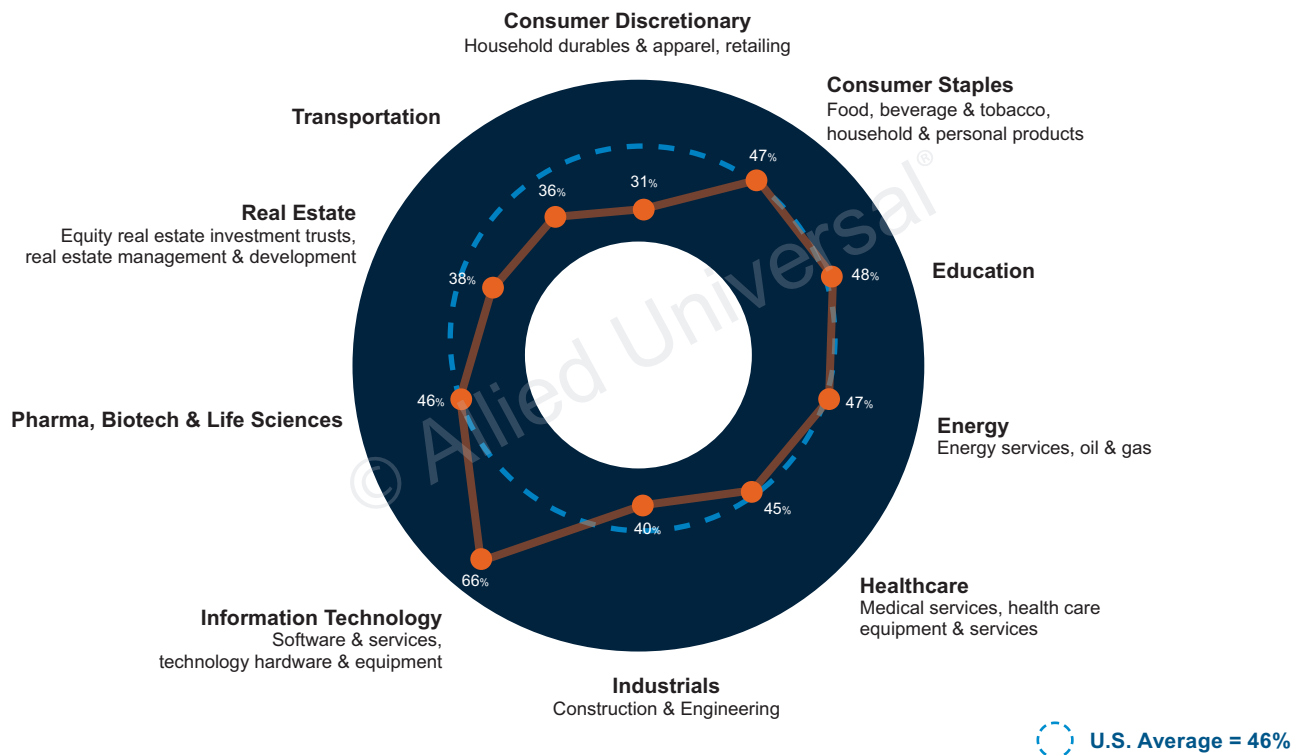 Consumer Discretionary
Household durables & apparel, retailing
Consumer Staples
Food, beverage & tobacco,
household & personal products
Transportation
47%
36%
31%
Real Estate
Equity real estate investment trusts,
real estate management & development
Education
38%
48%
Pharma, Biotech & Life Sciences
46%
47%
Energy
Energy services, oil & gas
© Allied Universal®
45%
40%
66%
Healthcare
Medical services, health care
equipment & services
Information Technology
Software & services,
technology hardware & equipment
Industrials
Construction & Engineering
U.S. Average = 46%